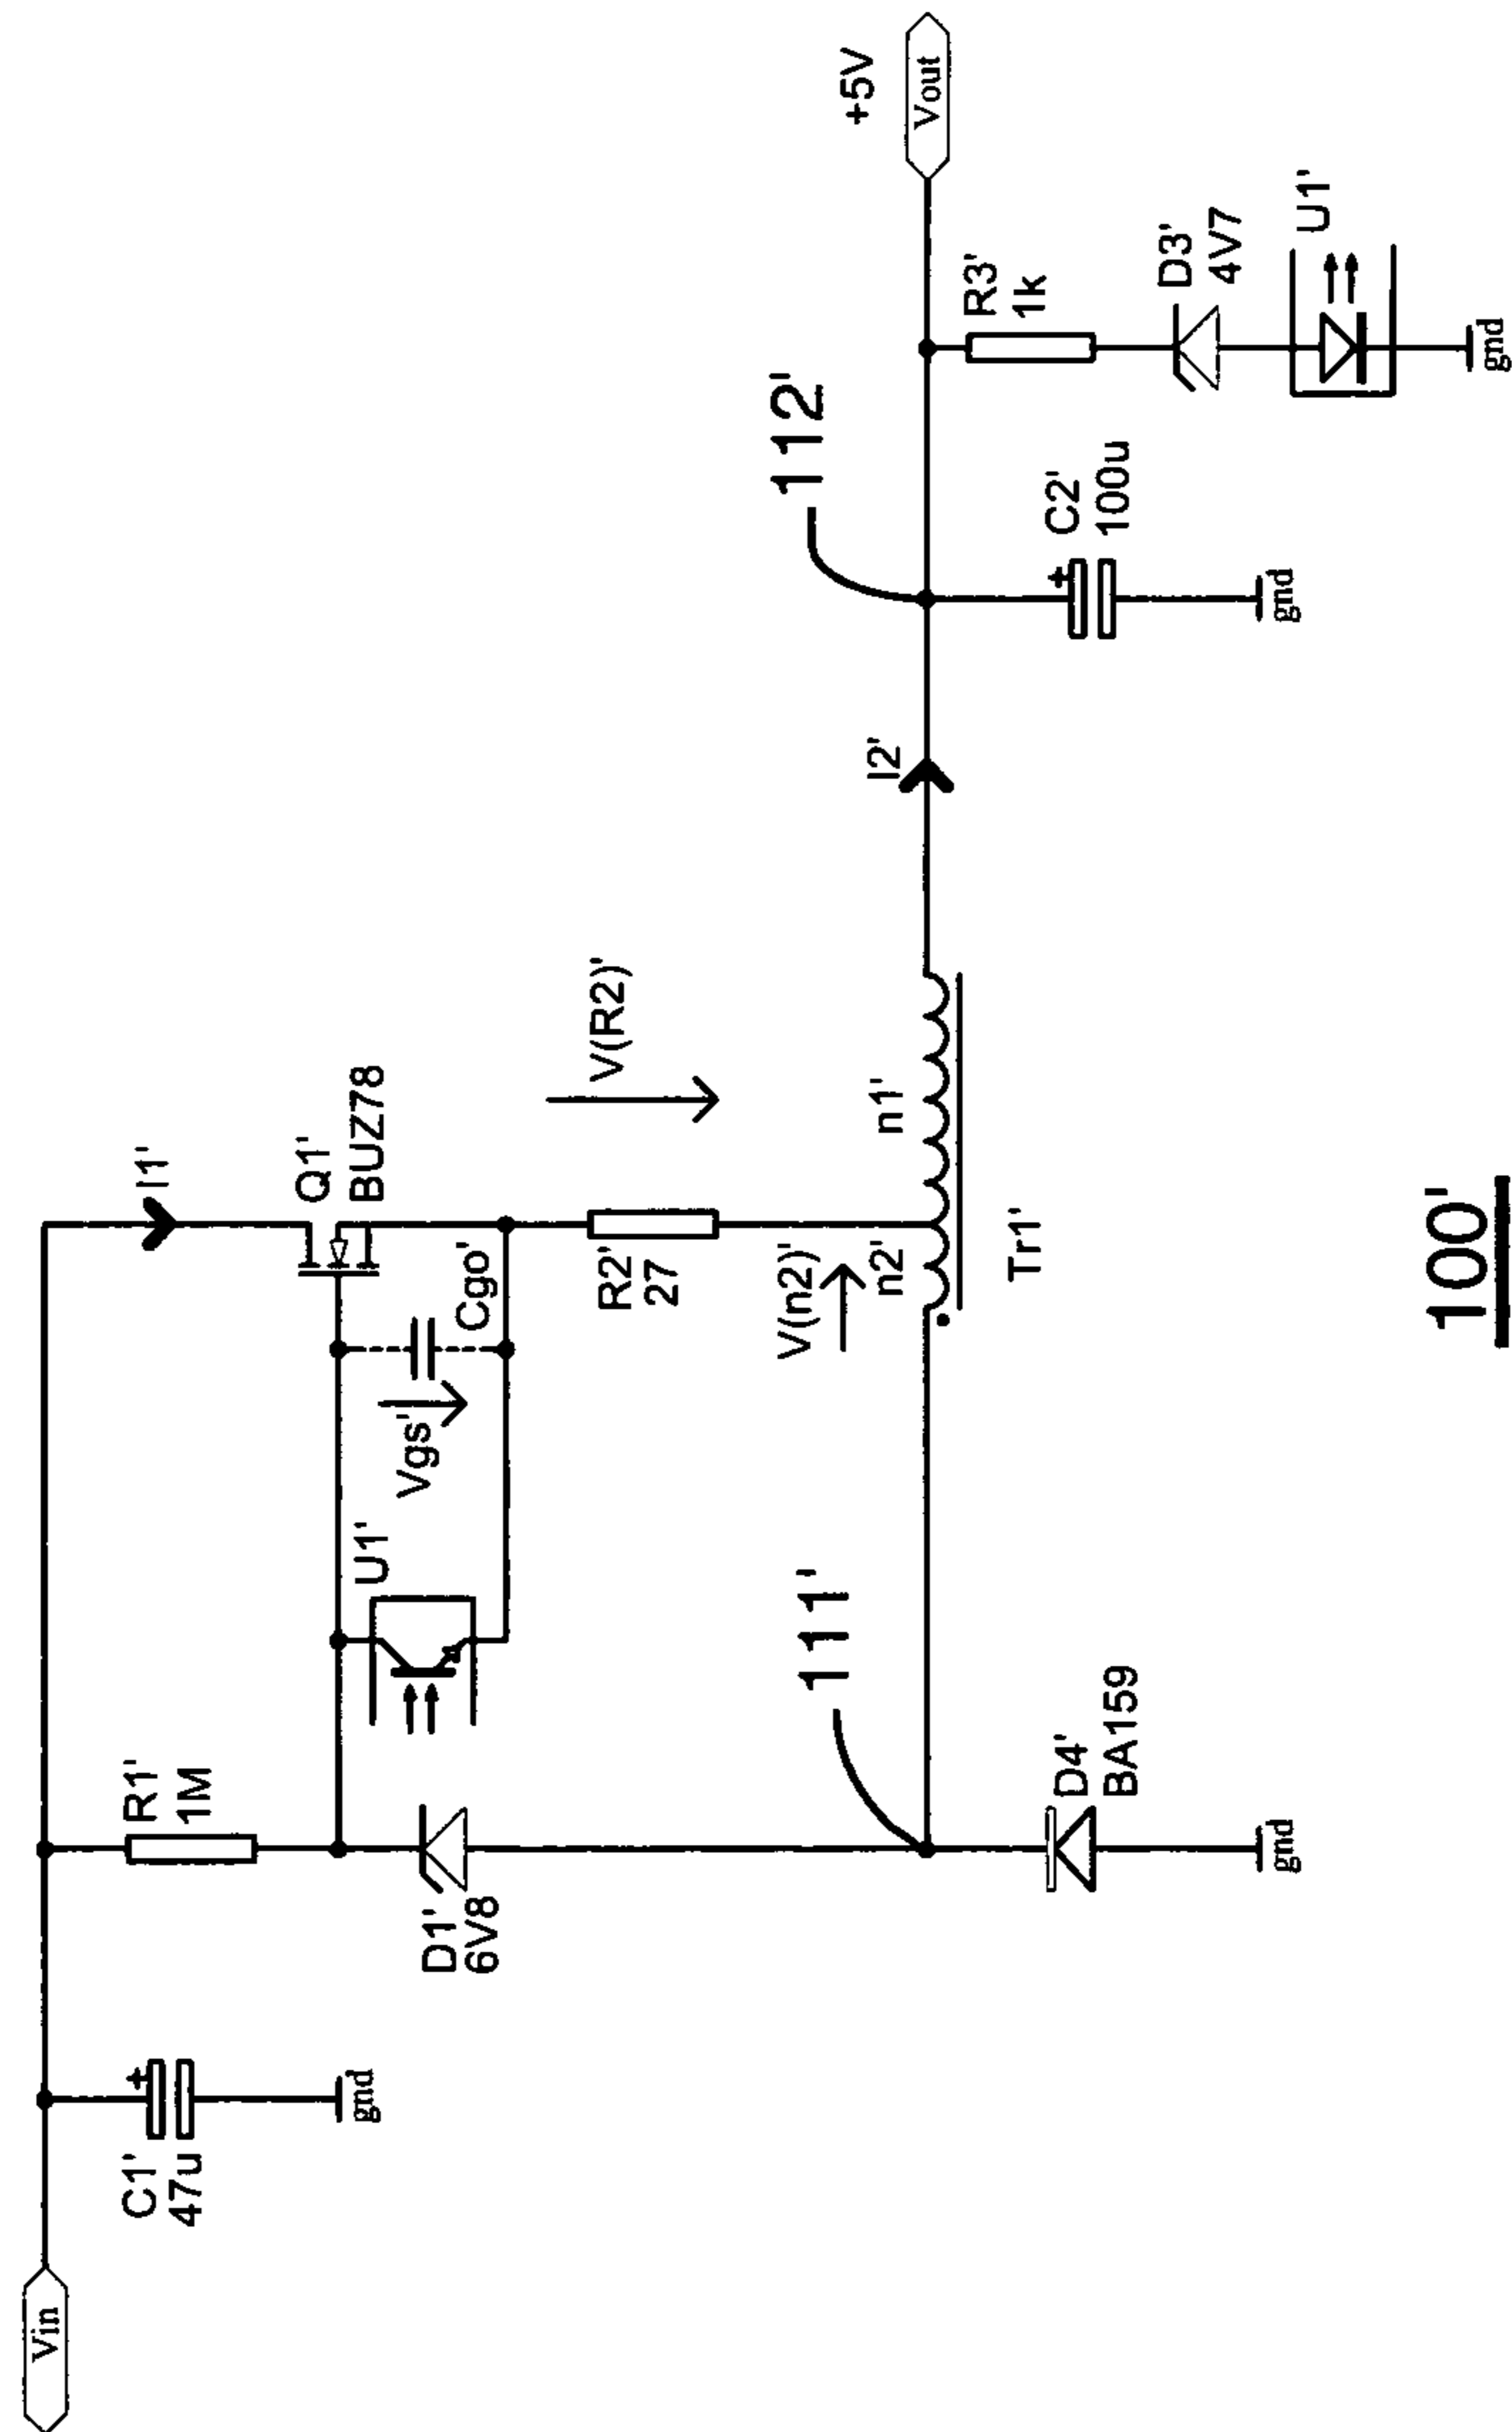 Vin
C1'
47u
gnd
R1'
1M
D1'
6V8
U1'
Vgs'
Cgo'
I1'
Q1'
BUZ78
R2'
27
V(R2)'
111'
D4'
BA159
gnd
V(n2)'
n2'
n1'
Tr1'
I2'
112'
C2'
100u
gnd
+5V
Vout
R3'
1k
D3'
4V7
U1'
gnd
100'